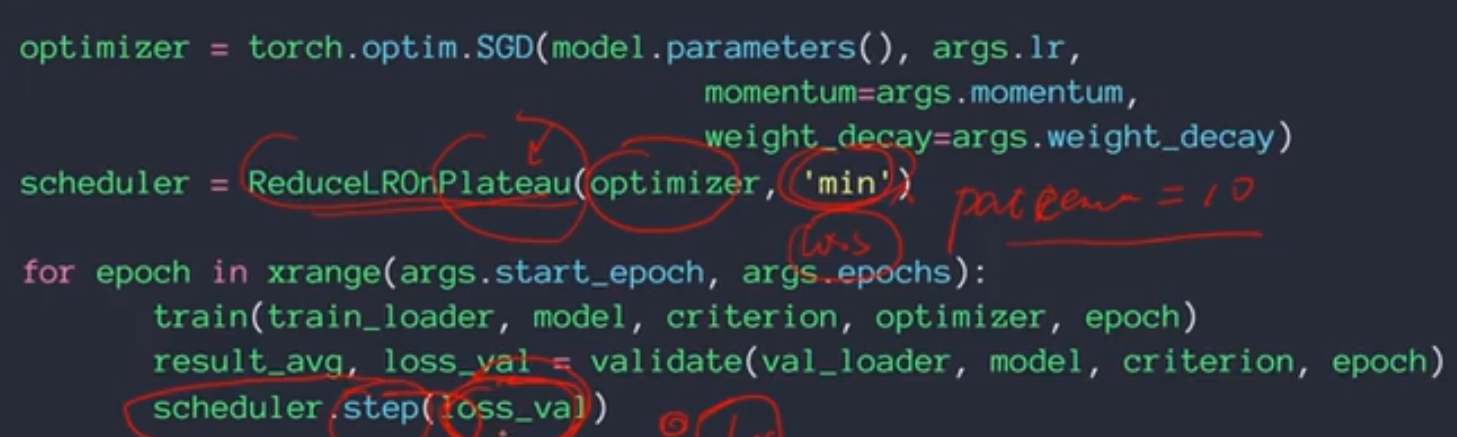 optimizer = torch.optim.SGD(model.parameters(), args.lr,
momentum=args.momentum,
weight_decay=args.weight_decay)
scheduler = ReduceLROnPlateau(optimizer, 'min')
= 10
loss
for epoch in xrange(args.start_epoch, args.epochs):
train(train_loader, model, criterion, optimizer, epoch)
result_avg, loss_val = validate(val_loader, model, criterion, epoch)
scheduler.step(loss_val)